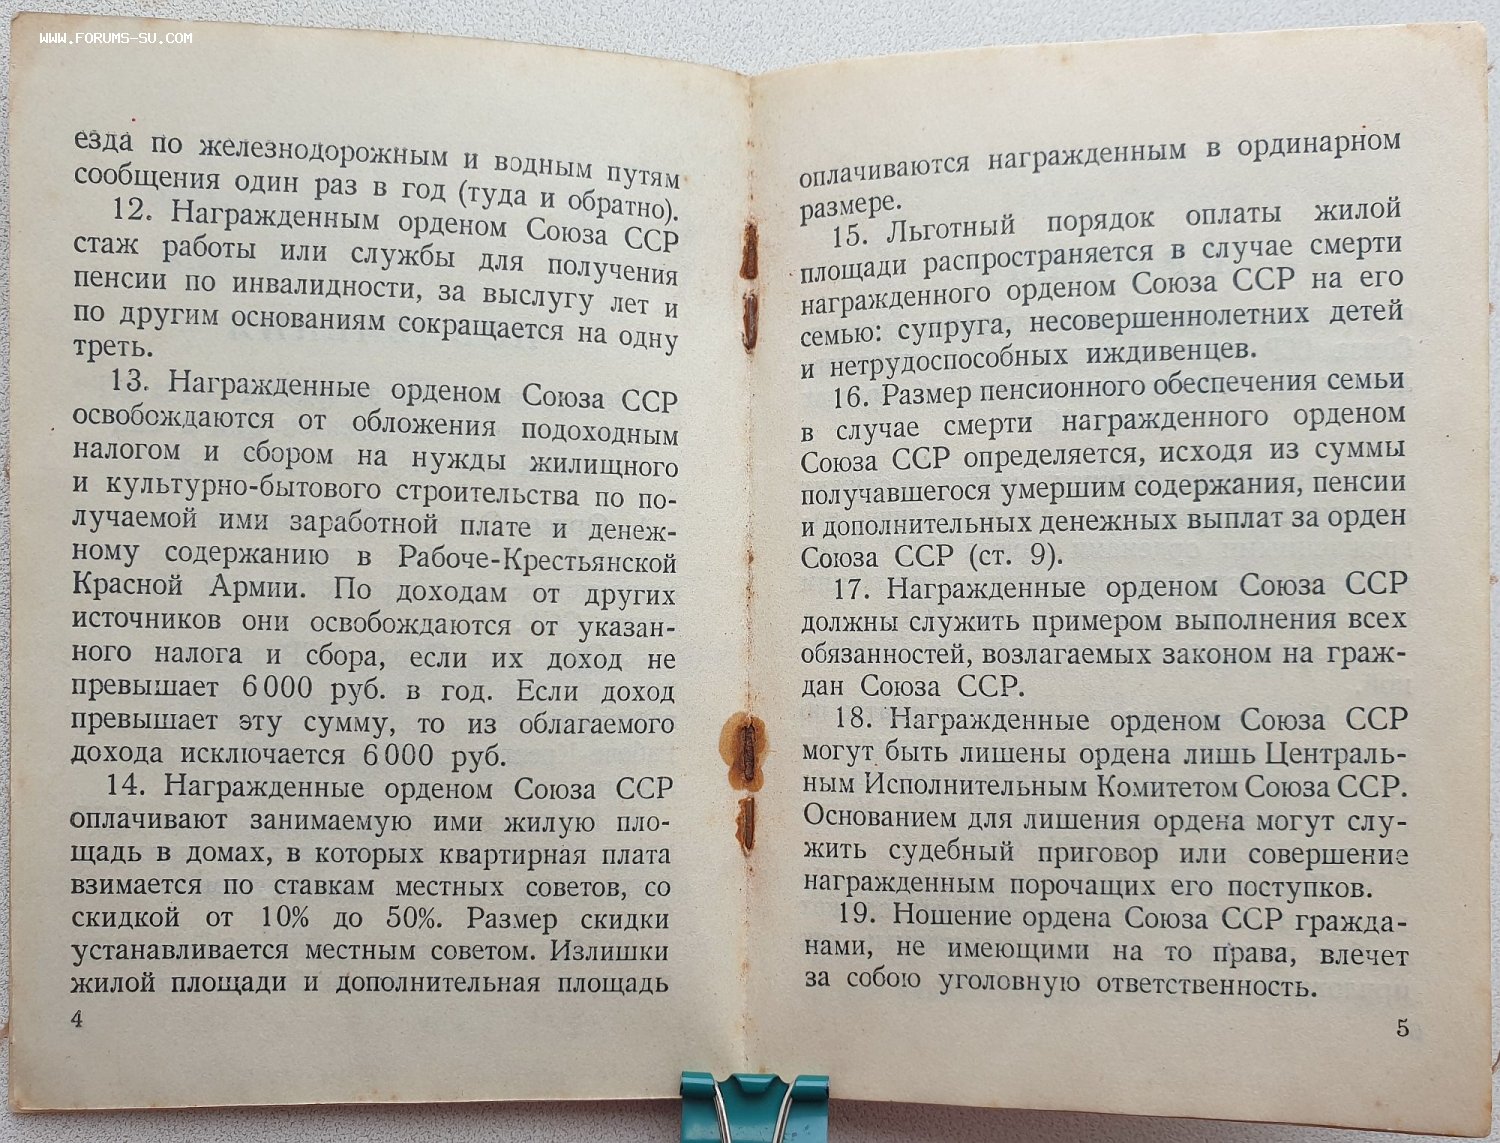 WWW.FORUMS-SU.COM
езда по железнодорожным и водным путям
сообщения один раз в год (туда и обратно).
12. Награжденным орденом Союза ССР
стаж работы или службы для получения
пенсии по инвалидности, за выслугу лет и
по другим основаниям сокращается на одну
треть.
13. Награжденные орденом Союза ССР
освобождаются от обложения подоходным
налогом и сбором на нужды жилищного
и культурно-бытового строительства по по-
лучаемой ими заработной плате и денеж-
ному содержанию в Рабоче-Крестьянской
Красной Армии. По доходам от других
источников они освобождаются от указан-
ного налога и сбора, если их доход не
превышает 6000 руб. в год. Если доход
превышает эту сумму, то из облагаемого
дохода исключается 6000 руб.
14. Награжденные орденом Союза ССР
оплачивают занимаемую ими жилую пло-
щадь в домах, в которых квартирная плата
взимается по ставкам местных советов, со
скидкой от 10% до 50%. Размер скидки
устанавливается местным советом. Излишки
жилой площади и дополнительная площадь
4
оплачиваются награжденным в ординарном
размере.
15. Льготный порядок оплаты жилой
площади распространяется в случае смерти
награжденного орденом Союза ССР на его
семью: супруга, несовершеннолетних детей
и нетрудоспособных иждивенцев.
16. Размер пенсионного обеспечения семьи
в случае смерти награжденного орденом
Союза ССР определяется, исходя из суммы
получавшегося умершим содержания, пенсии
и дополнительных денежных выплат за орден
Союза ССР (ст. 9).
17. Награжденные орденом Союза ССР
должны служить примером выполнения всех
обязанностей, возлагаемых законом на граж-
дан Союза ССР.
18. Награжденные орденом Союза ССР
могут быть лишены ордена лишь Централь-
ным Исполнительным Комитетом Союза ССР.
Основанием для лишения ордена могут слу-
жить судебный приговор или совершение
награжденным порочащих его поступков.
19. Ношение ордена Союза ССР гражда-
нами, не имеющими на то права, влечет
за собою уголовную ответственность.
5